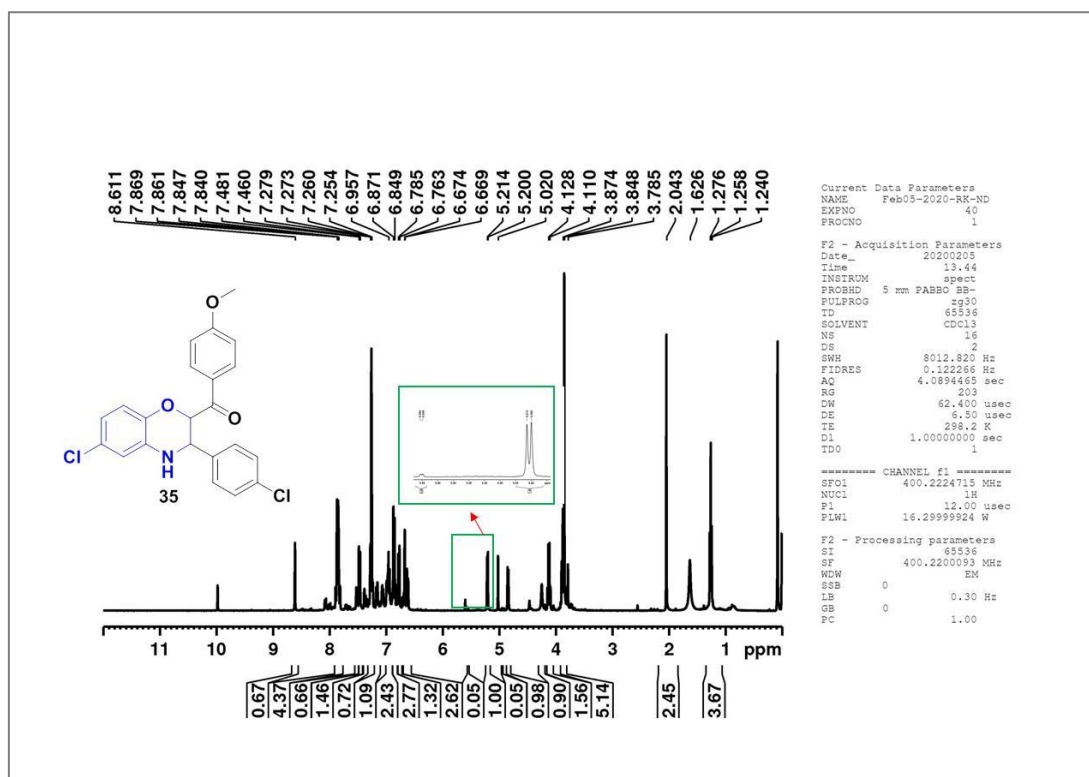 8.611
7.869
7.861
7.847
7.840
7.481
7.460
7.279
7.273
7.260
7.254
6.957
6.871
6.849
6.785
6.763
6.674
6.669
5.214
5.200
5.020
4.128
4.110
3.874
3.848
3.785
2.043
1.626
1.276
1.258
1.240
O
O
O
N
H
Cl
Cl
35
11 10 9 8 7 6 5 4 3 2 1 ppm
0.67
4.37
0.66
1.46
0.72
1.09
2.43
2.77
1.32
2.62
0.05
1.00
0.05
0.98
0.90
1.56
5.14
2.45
3.67
Current Data Parameters
NAME Feb05-2020-RK-ND
EXPNO 40
PROCNO 1
F2 - Acquisition Parameters
Date_ 20200205
Time 13.44
INSTRUM spect
PROBHD 5 mm PABBO BB-
PULPROG zg30
TD 65536
SOLVENT CDCl3
NS 16
DS 2
SWH 8012.820 Hz
FIDRES 0.122266 Hz
AQ 4.0894465 sec
RG 203
DW 62.400 usec
DE 6.50 usec
TE 298.2 K
D1 1.00000000 sec
TD0 1
======== CHANNEL f1 ========
SFO1 400.2224715 MHz
NUC1 1H
P1 12.00 usec
PLW1 16.29999924 W
F2 - Processing parameters
SI 65536
SF 400.2200093 MHz
WDW EM
SSB 0
LB 0.30 Hz
GB 0
PC 1.00